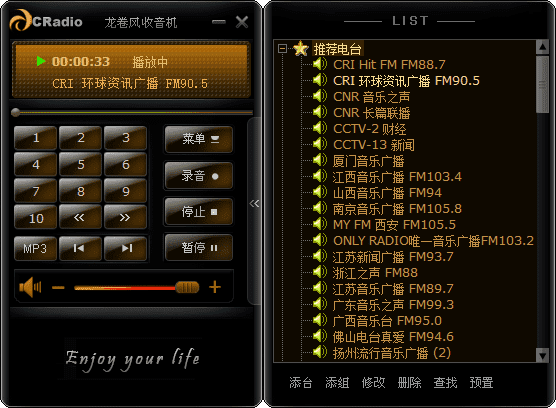 CRadio 龙卷风收音机
00:00:33 播放中
CRI 环球资讯广播 FM90.5
1 2 3 菜单
4 5 6 录音
7 8 9 停止
10 << >>
MP3 暂停
Enjoy your life
LIST
推荐电台
CRI Hit FM FM88.7
CRI 环球资讯广播 FM90.5
CNR 音乐之声
CNR 长篇联播
CCTV-2 财经
CCTV-13 新闻
厦门音乐广播
江西音乐广播 FM103.4
山西音乐广播 FM94
南京音乐广播 FM105.8
MY FM 西安 FM105.5
ONLY RADIO唯一音乐广播FM103.2
江苏新闻广播 FM93.7
浙江之声 FM88
江苏音乐广播 FM89.7
广东音乐之声 FM99.3
广西音乐台 FM95.0
佛山电台真爱 FM94.6
扬州流行音乐广播 (2)
添台 添组 修改 删除 查找 预置